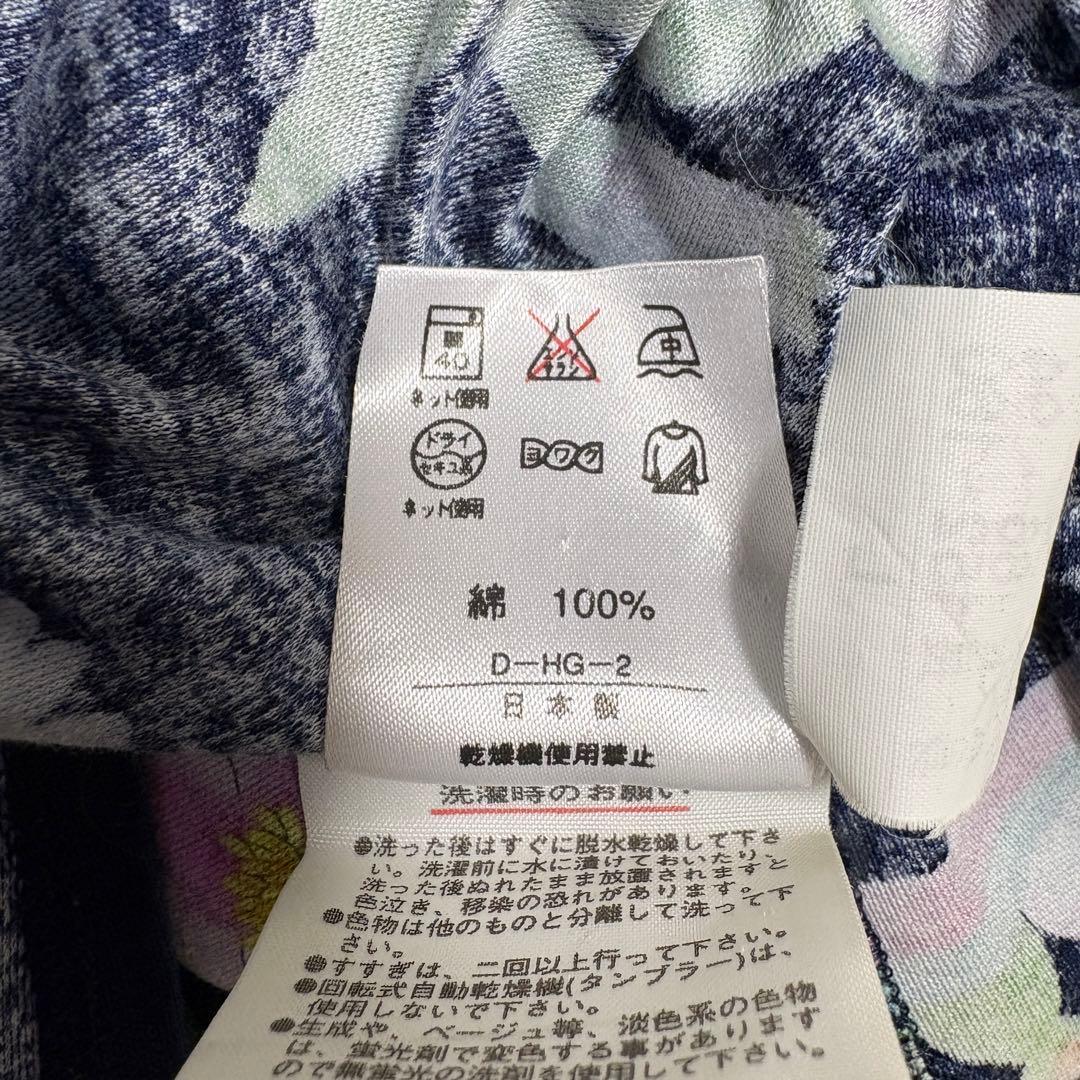 40
エンソ
サラシ
中
ネット使用
ドライ
セキユ系
ヨワク
ネット使用
綿 100%
D-HG-2
日本製
乾燥機使用禁止
洗濯時のお願い
●洗った後はすぐに脱水乾燥して下さ
い。洗濯前に水に漬けておいたり、
洗った後ぬれたまま放置されますと
色泣き、移染の恐れがあります。
●色物は他のものと分離して洗って下
さい。
●すすぎは、二回以上行って下さい。
●回転式自動乾燥機(タンブラー)は、
使用しないで下さい。
●生成や、ベージュ等、淡色系の色物
は、蛍光剤で変色する事があります
ので無蛍光の洗剤を使用して下さい。